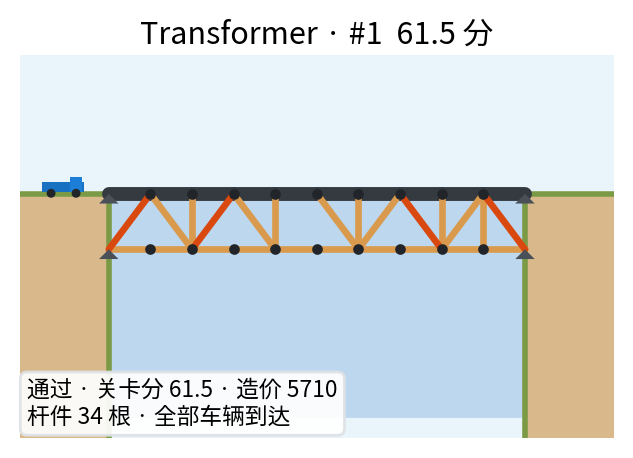 Transformer · #1 61.5 分
通过 · 关卡分 61.5 · 造价 5710
杆件 34 根 · 全部车辆到达